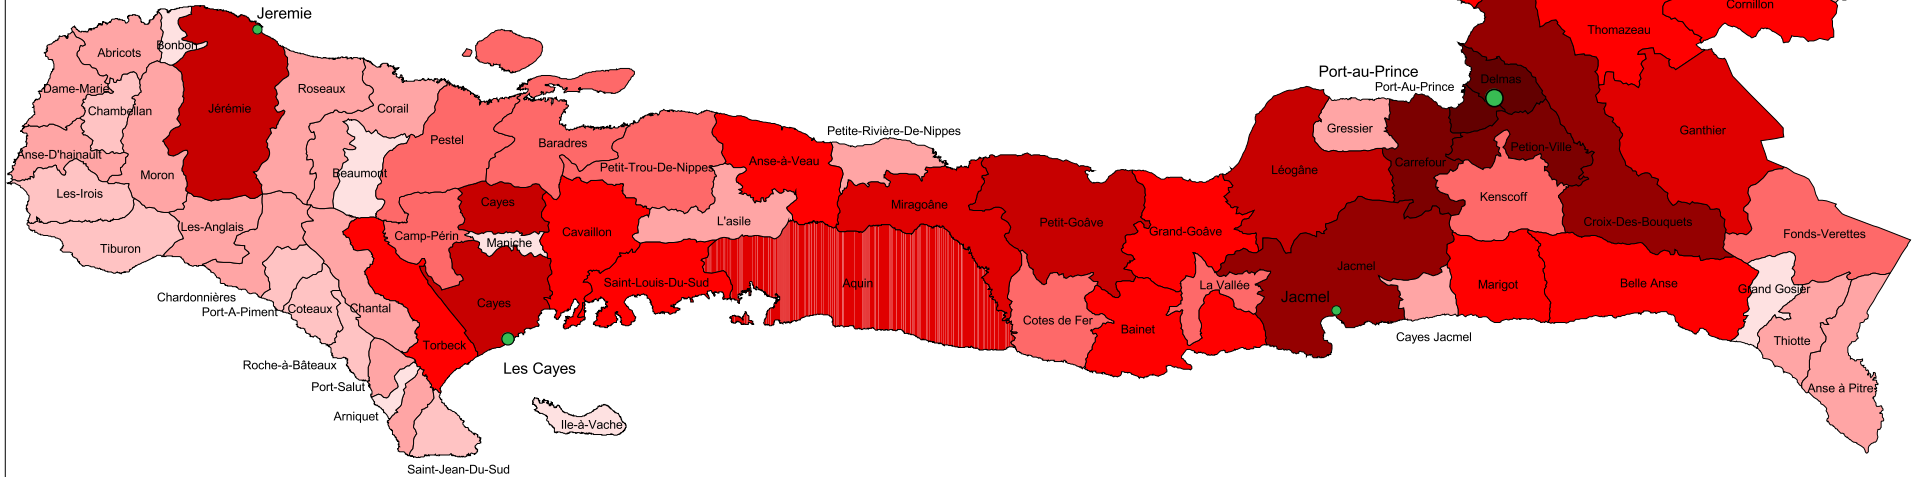 Cornillon
Jeremie
Thomazeau
Bonbon
Abricots
Port-au-Prince
Delmas
Port-Au-Prince
Dame-Marie
Roseaux
Chambellan
Jérémie
Corail
Gressier
Ganthier
Petite-Rivière-De-Nippes
Pestel
Baradres
Petion-Ville
Anse-D'hainault
Anse-à-Veau
Carrefour
Petit-Trou-De-Nippes
Léogâne
Moron
Beaumont
Les-Irois
Cayes
Miragoâne
Kenscoff
Les-Anglais
L'asile
Petit-Goâve
Croix-Des-Bouquets
Camp-Périn
Cavaillon
Grand-Goâve
Fonds-Verettes
Tiburon
Maniche
Jacmel
Saint-Louis-Du-Sud
Aquin
La Vallée
Marigot
Belle Anse
Grand Gosier
Chardonnières
Jacmel
Port-A-Piment
Coteaux
Chantal
Cayes
Cotes de Fer
Bainet
Cayes Jacmel
Thiotte
Torbeck
Roche-à-Bâteaux
Les Cayes
Port-Salut
Anse à Pitre
Arniquet
Ile-à-Vache
Saint-Jean-Du-Sud